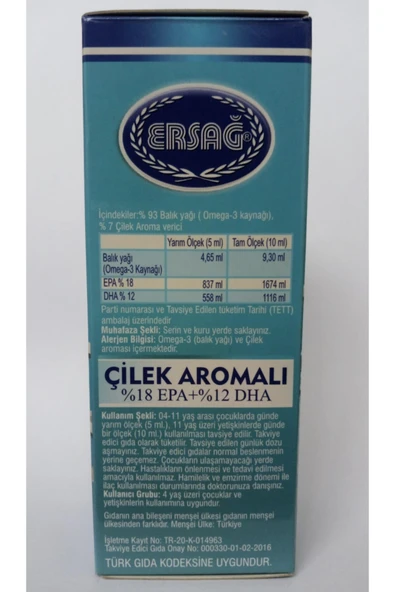 ERSAĞ®
İçindekiler:% 93 Balık yağı ( Omega-3 kaynağı),
% 7 Çilek Aroma verici
Yarım Ölçek (5 ml) Tam Ölçek (10 ml)
Balık yağı 4,65 ml 9,30 ml
(Omega-3 Kaynağı)
EPA % 18 837 ml 1674 ml
DHA % 12 558 ml 1116 ml
Parti numarası ve Tavsiye Edilen tüketim Tarihi (TETT)
ambalaj üzerindedir
Muhafaza Şekli: Serin ve kuru yerde saklayınız.
Alerjen Bilgisi: Omega-3 (balık yağı) ve Çilek
aroması içermektedir.
ÇİLEK AROMALI
%18 EPA+%12 DHA
Kullanım Şekli: 04-11 yaş arası çocuklarda günde
yarım ölçek (5 ml.), 11 yaş üzeri yetişkinlerde günde
bir ölçek (10 ml.) kullanılması tavsiye edilir. Takviye
edici gıda olarak tüketilir. Tavsiye edilen günlük dozu
aşmayınız. Takviye edici gıdalar normal beslenmenin
yerine geçemez. Çocukların ulaşamayacağı yerde
saklayınız. Hastalıkların önlenmesi ve tedavi edilmesi
amacıyla kullanılmaz. Hamilelik ve emzirme dönemi ile
ilaç kullanılması durumlarında doktorunuza danışınız.
Kullanıcı Grubu: 4 yaş üzeri çocuklar ve
yetişkinlerin kullanımına uygundur.
Gıdanın ana bileşeni menşei ülkesi gıdanın menşei
ülkesinden farklıdır. Menşei Ülke: Türkiye
İşletme Kayıt No: TR-20-K-014963
Takviye Edici Gıda Onay No: 000330-01-02-2016
TÜRK GIDA KODEKSİNE UYGUNDUR.